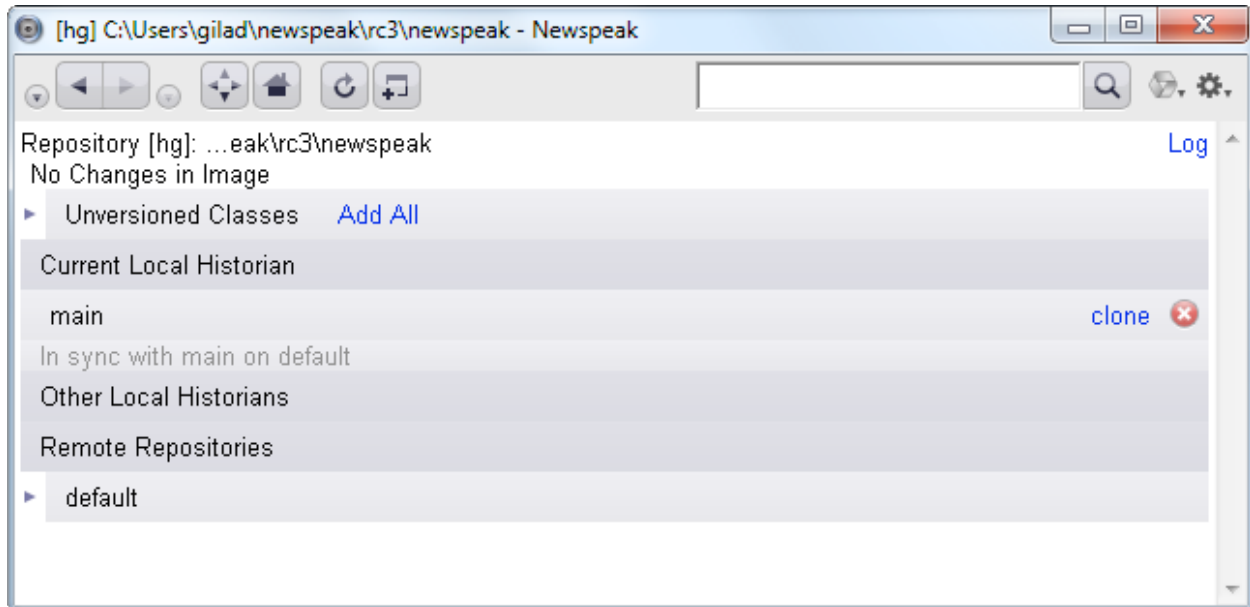 [hg] C:\Users\gilad\newspeak\rc3\newspeak - Newspeak
Repository [hg]: ...eak\rc3\newspeak Log
No Changes in Image
Unversioned Classes Add All
Current Local Historian
main clone
In sync with main on default
Other Local Historians
Remote Repositories
default